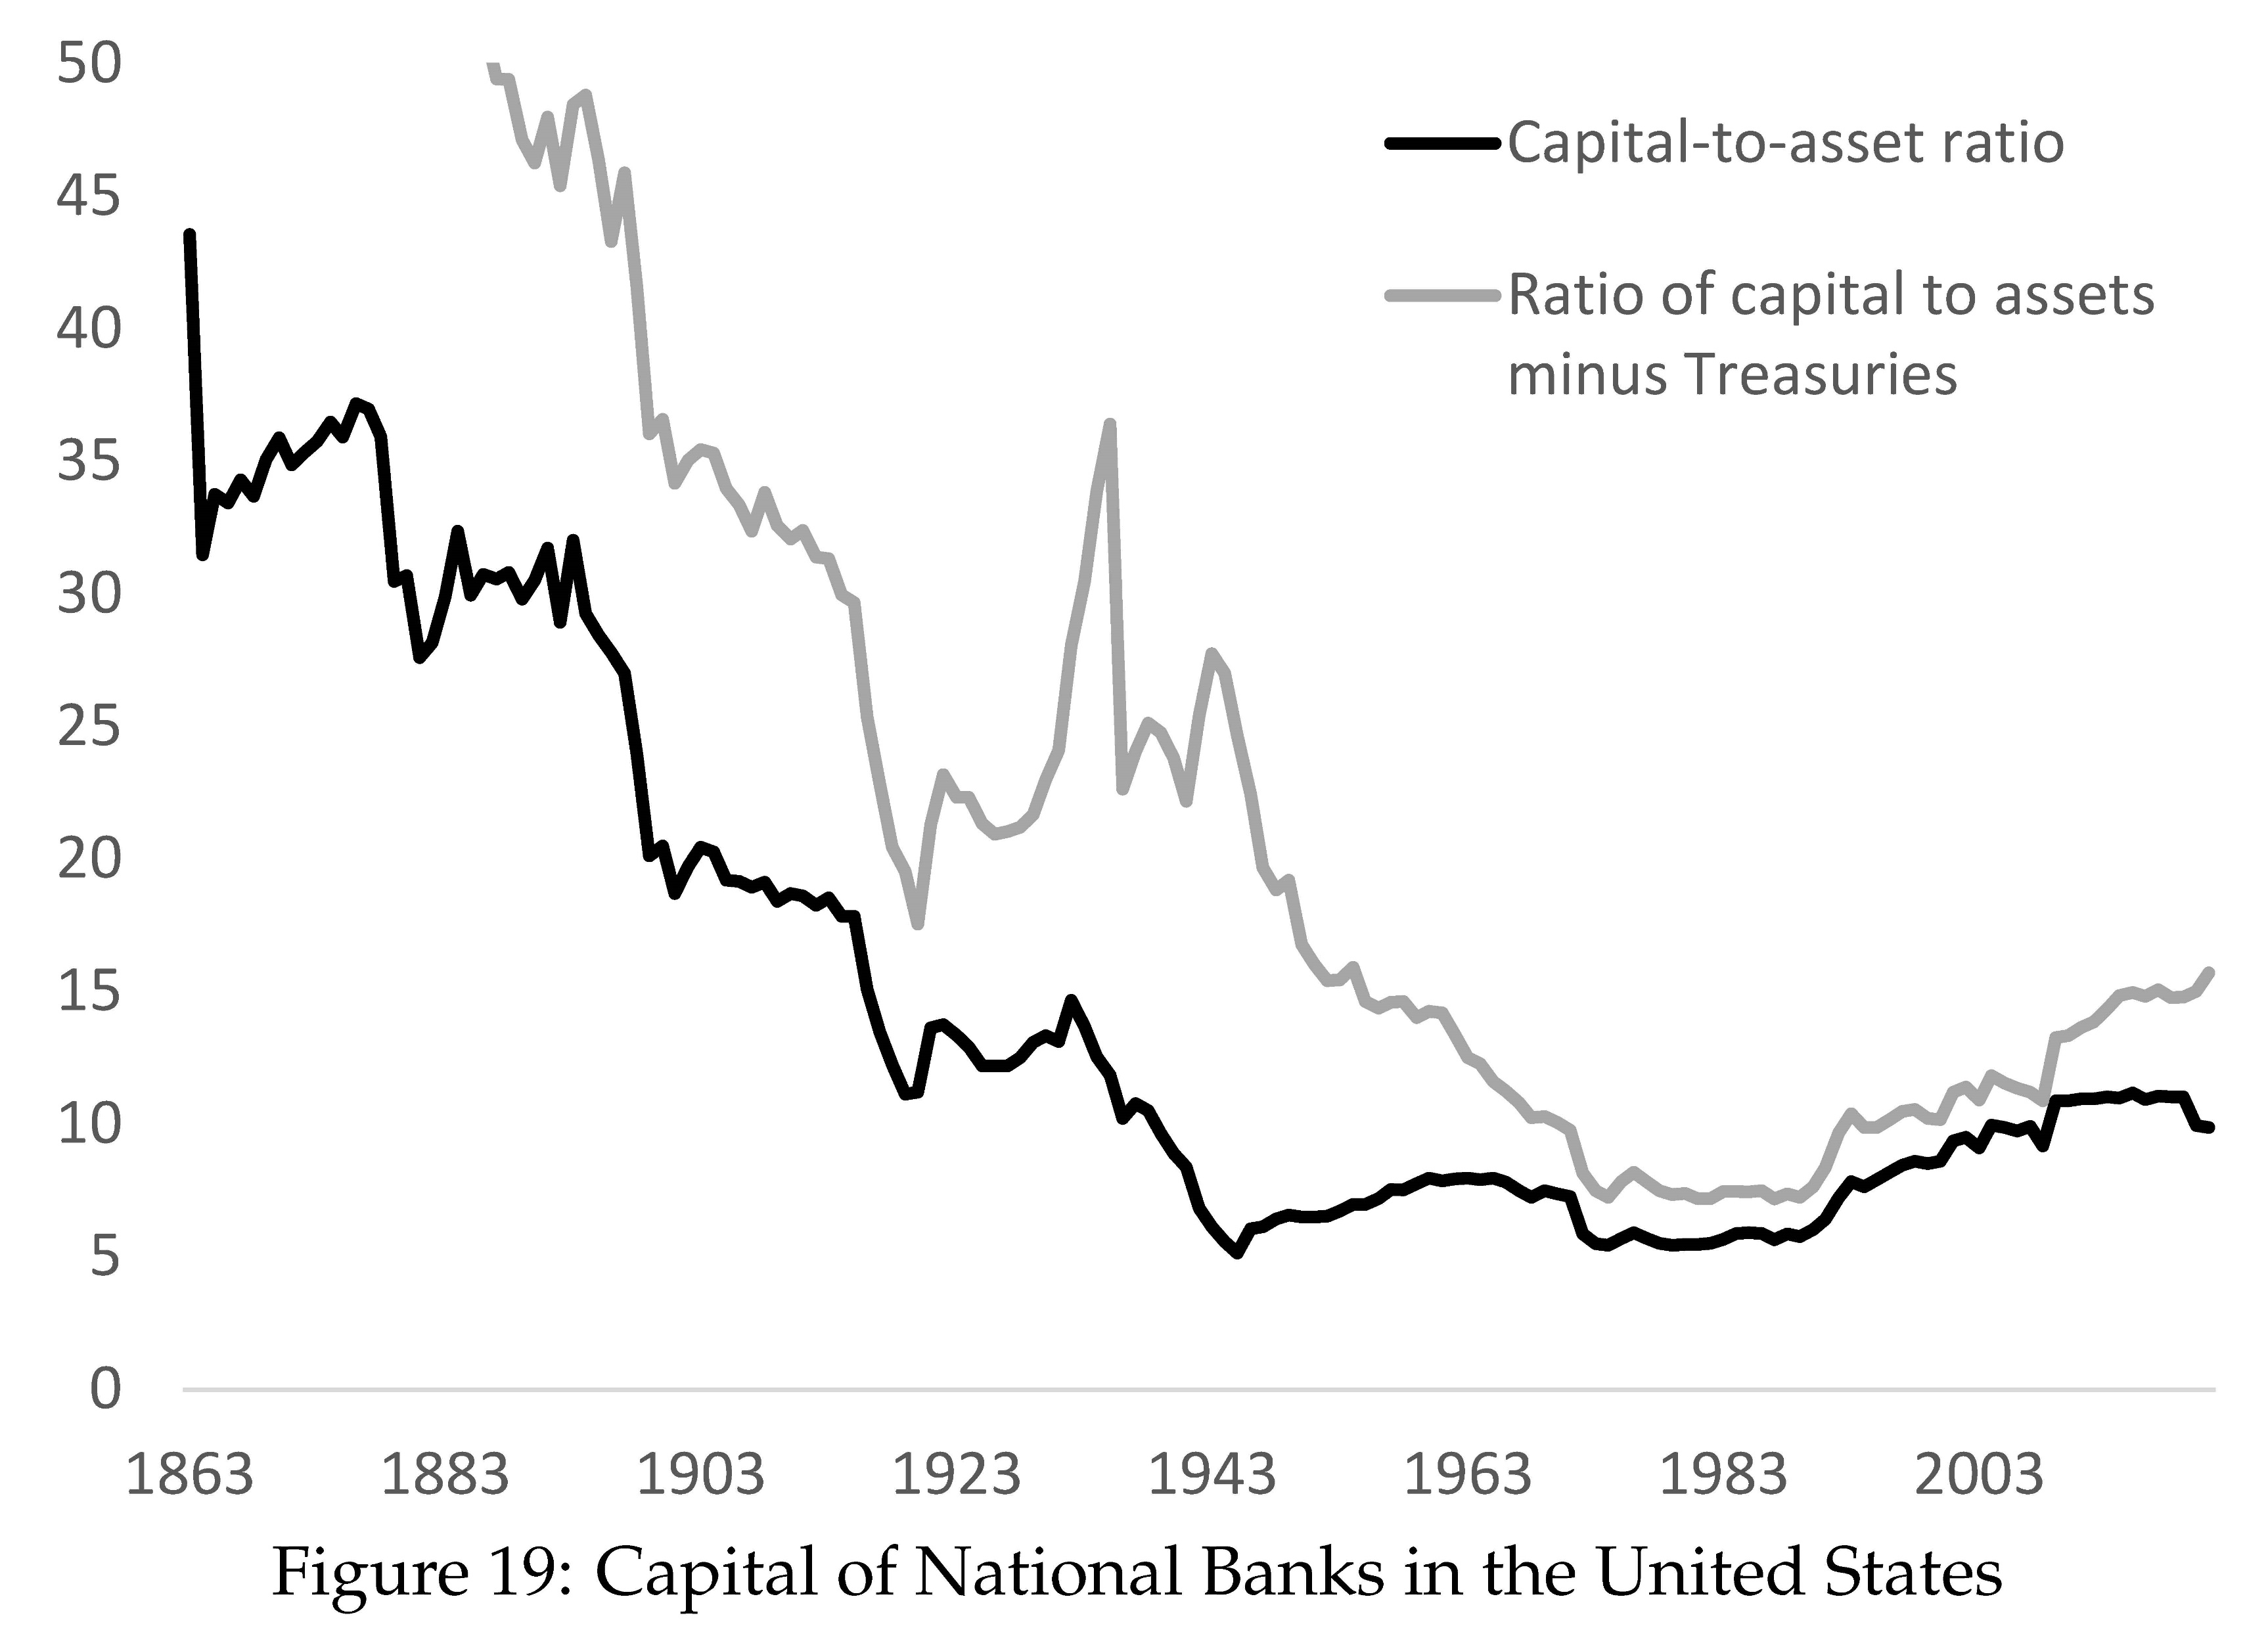 50
45
40
35
30
25
20
15
10
5
0
Capital-to-asset ratio
Ratio of capital to assets
minus Treasuries
1863 1883 1903 1923 1943 1963 1983 2003
Figure 19: Capital of National Banks in the United States